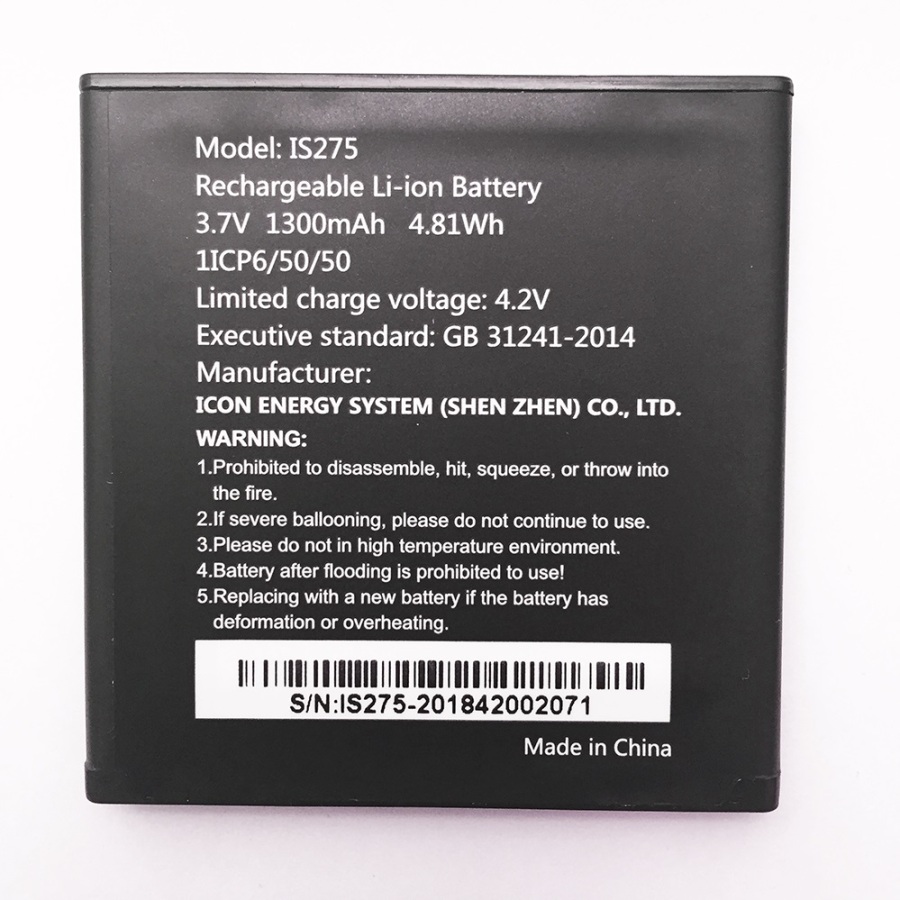 Model: IS275
Rechargeable Li-ion Battery
3.7V 1300mAh 4.81Wh
1ICP6/50/50
Limited charge voltage: 4.2V
Executive standard: GB 31241-2014
Manufacturer:
ICON ENERGY SYSTEM (SHEN ZHEN) CO., LTD.
WARNING:
1.Prohibited to disassemble, hit, squeeze, or throw into
the fire.
2.If severe ballooning, please do not continue to use.
3.Please do not in high temperature environment.
4.Battery after flooding is prohibited to use!
5.Replacing with a new battery if the battery has
deformation or overheating.
S/N:IS275-201842002071
Made in China